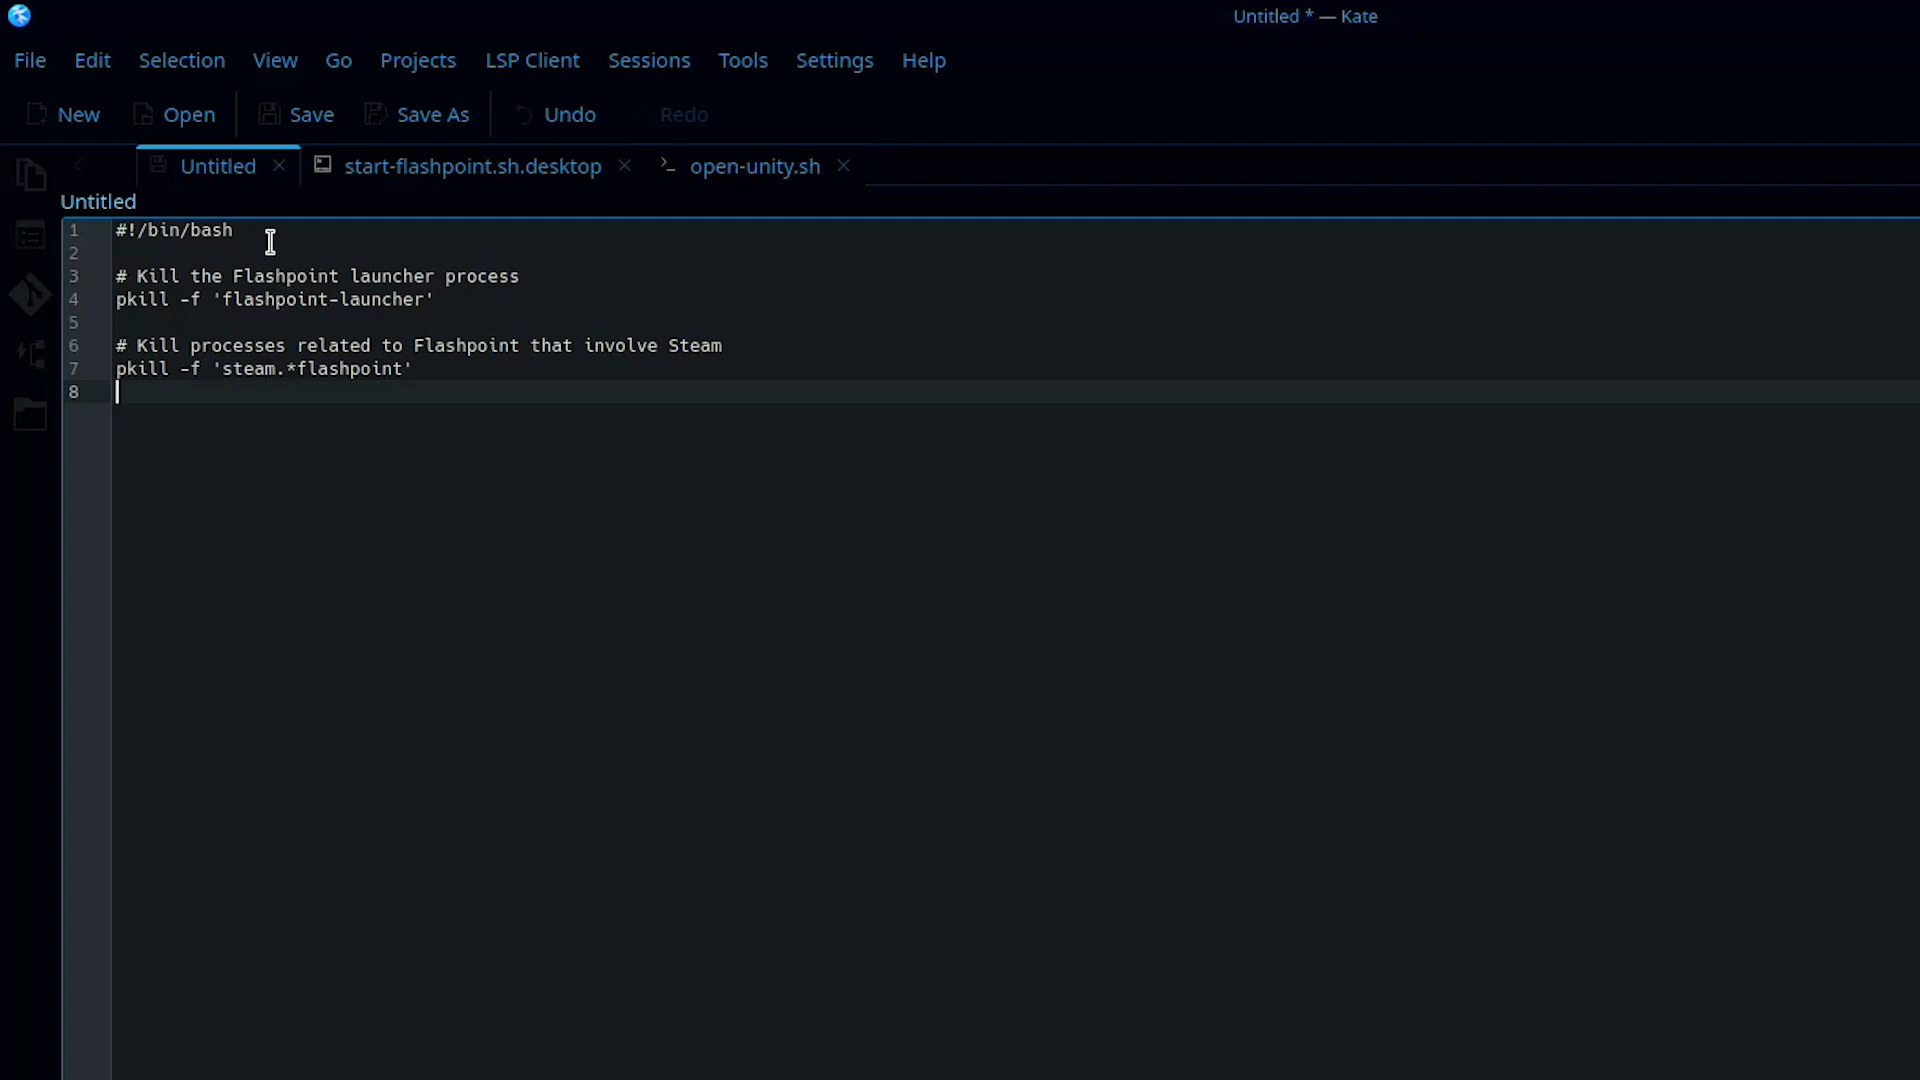 Untitled * — Kate
File Edit Selection View Go Projects LSP Client Sessions Tools Settings Help
New Open Save Save As Undo Redo
Untitled start-flashpoint.sh.desktop open-unity.sh
Untitled
1 #!/bin/bash
2
3 # Kill the Flashpoint launcher process
4 pkill -f 'flashpoint-launcher'
5
6 # Kill processes related to Flashpoint that involve Steam
7 pkill -f 'steam.*flashpoint'
8